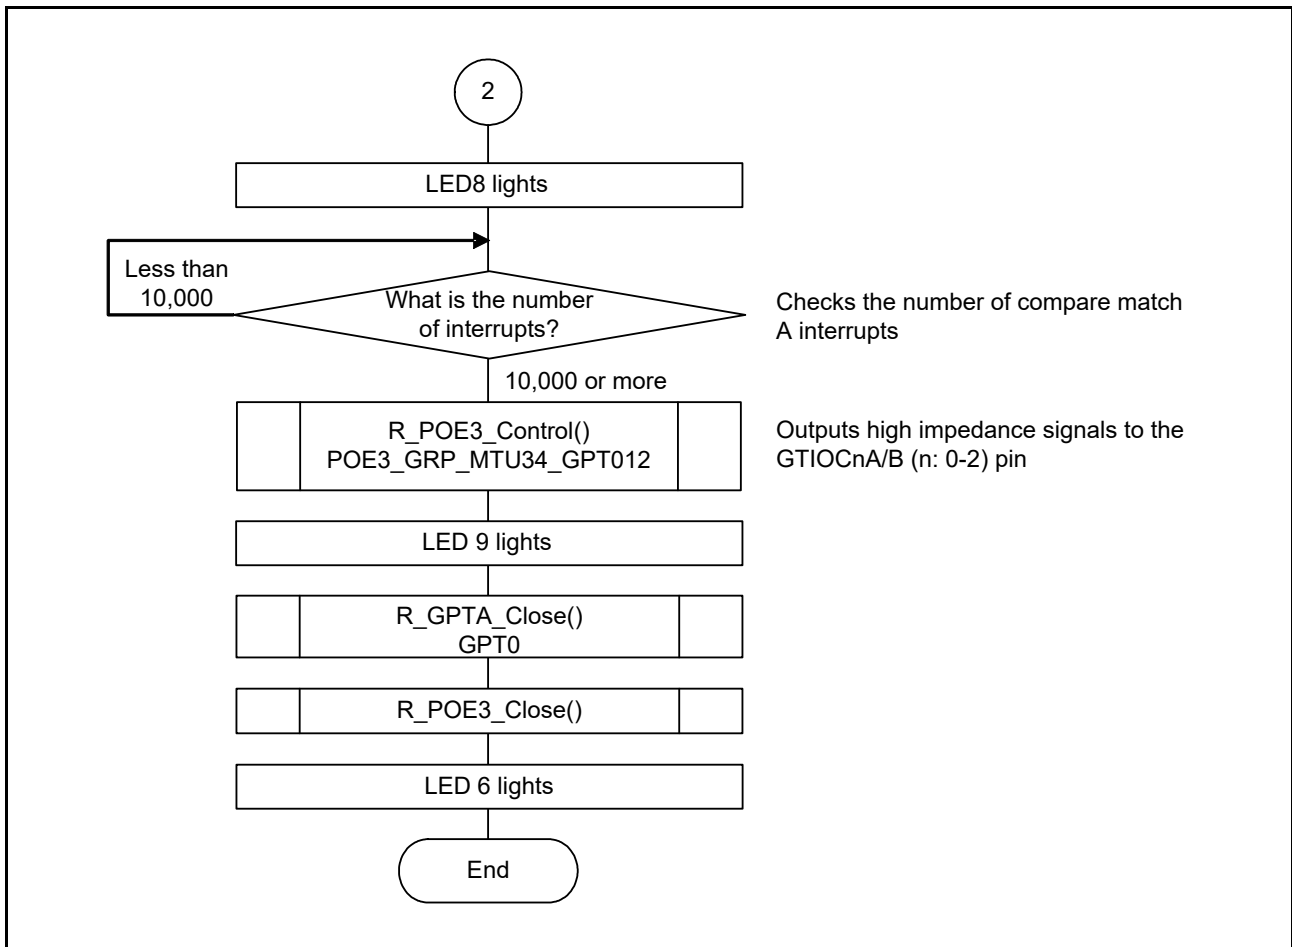 2
LED8 lights
Less than
10,000
What is the number
of interrupts?
Checks the number of compare match
A interrupts
10,000 or more
R_POE3_Control()
POE3_GRP_MTU34_GPT012
Outputs high impedance signals to the
GTIOCnA/B (n: 0-2) pin
LED 9 lights
R_GPTA_Close()
GPT0
R_POE3_Close()
LED 6 lights
End